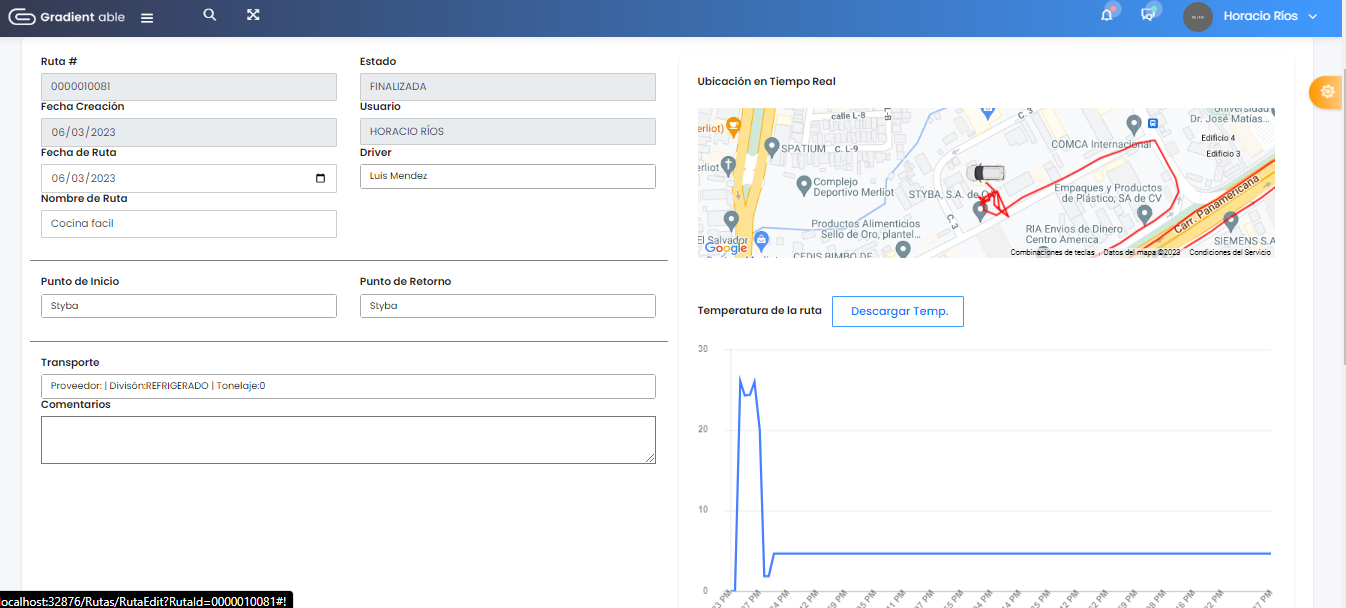 Gradient able
Horacio Ríos
Ruta #
Estado
0000010081
FINALIZADA
Fecha Creación
Usuario
06/03/2023
HORACIO RÍOS
Fecha de Ruta
Driver
06/03/2023
Luis Mendez
Nombre de Ruta
Cocina facil
Punto de Inicio
Punto de Retorno
Styba
Styba
Transporte
Proveedor: | Divisón:REFRIGERADO | Tonelaje:0
Comentarios
Ubicación en Tiempo Real
calle L-8
C. 3
Universidad
Dr. José Matías...
erliot)
SPATIUM
C. L-9
COMCA Internacional
Edificio 4
Edificio 3
erliot
Complejo
Deportivo Merliot
STYBA, S.A. de C
Empaques y Productos
de Plástico, SA de CV
Carr. Panamericana
C. 3
Productos Alimenticios
Sello de Oro, plantel...
RIA Envios de Dinero
Centro America
El Salvador
SIEMENS S.A
CEDIS BIMBO DE
Google
Combinaciones de teclas
Datos del mapa ©2023
Condiciones del Servicio
Temperatura de la ruta
Descargar Temp.
30
20
10
0
localhost:32876/Rutas/RutaEdit?RutaId=0000010081#!